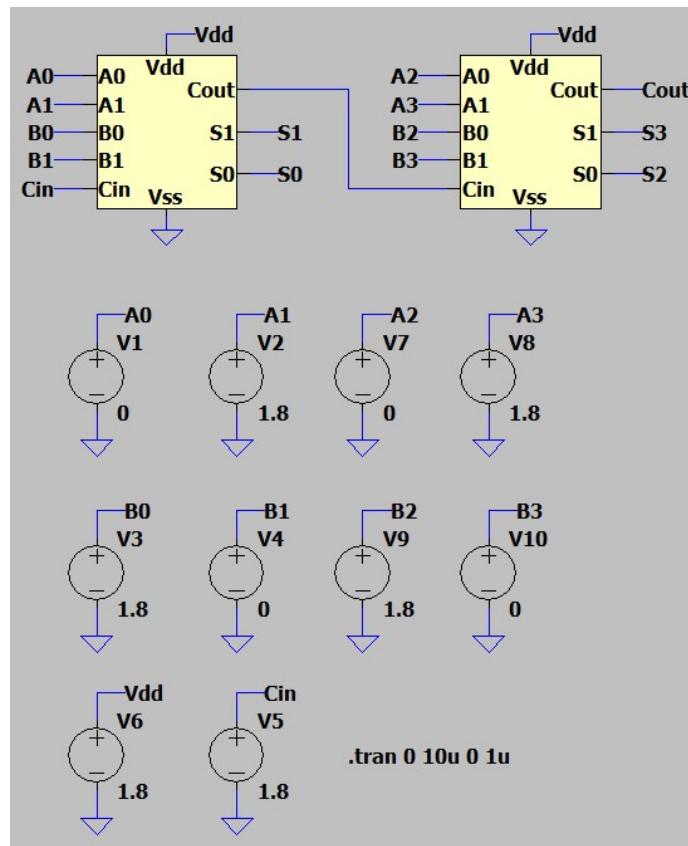 Vdd Vdd
A0 A0 Vdd Cout A2 A0 Vdd Cout Cout
A1 A1 A3 A1
B0 B0 S1 S1 B2 B0 S1 S3
B1 B1 B3 B1
Cin Cin S0 S0 Cin S0 S2
Vss Vss
A0 A1 A2 A3
V1 V2 V7 V8
0 1.8 0 1.8
B0 B1 B2 B3
V3 V4 V9 V10
1.8 0 1.8 0
Vdd Cin
V6 V5
.tran 0 10u 0 1u
1.8 1.8